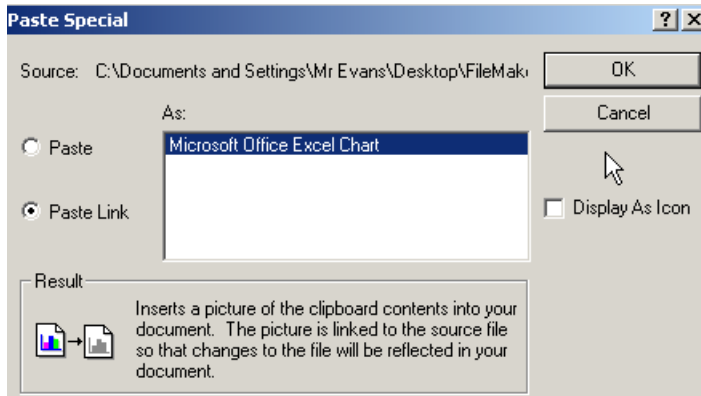 Paste Special
Source: C:\Documents and Settings\Mr Evans\Desktop\FileMak
OK
As:
Cancel
Paste
Microsoft Office Excel Chart
Paste Link
Display As Icon
Result
Inserts a picture of the clipboard contents into your
document. The picture is linked to the source file
so that changes to the file will be reflected in your
document.